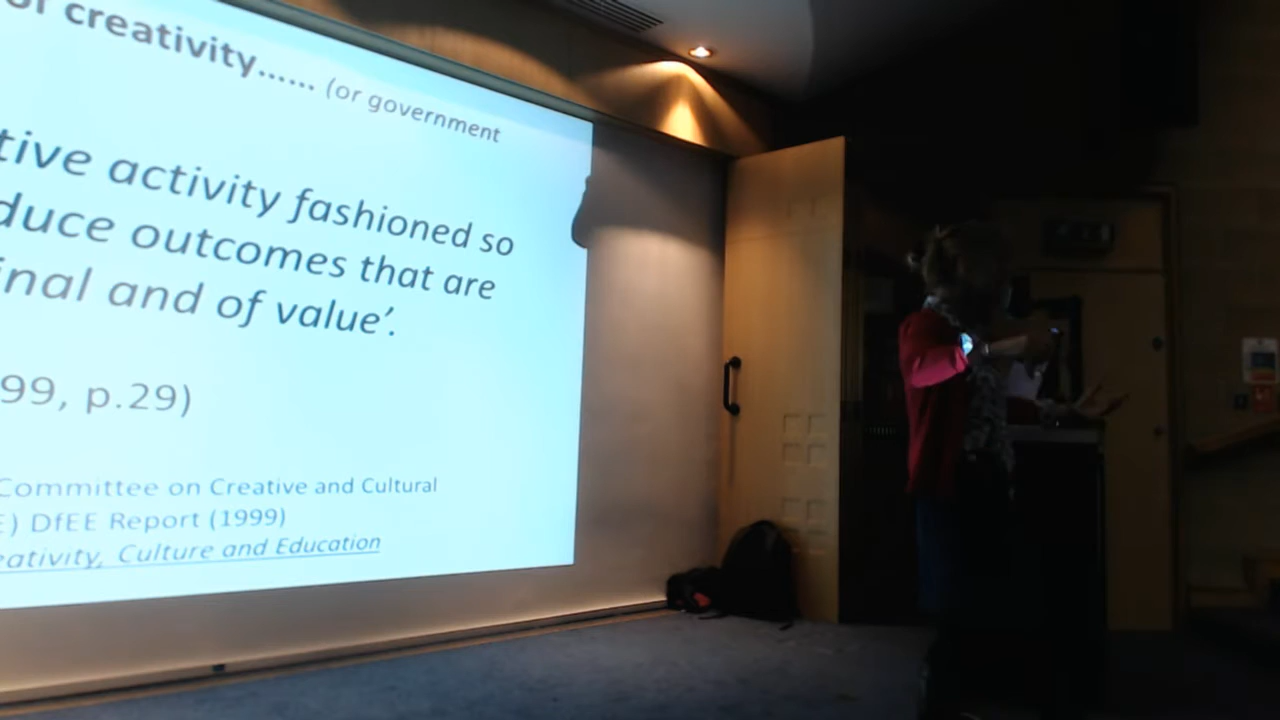 creativity...... (or government
tive activity fashioned so
duce outcomes that are
inal and of value’.
99, p.29)
Committee on Creative and Cultural
E) DfEE Report (1999)
eativity, Culture and Education